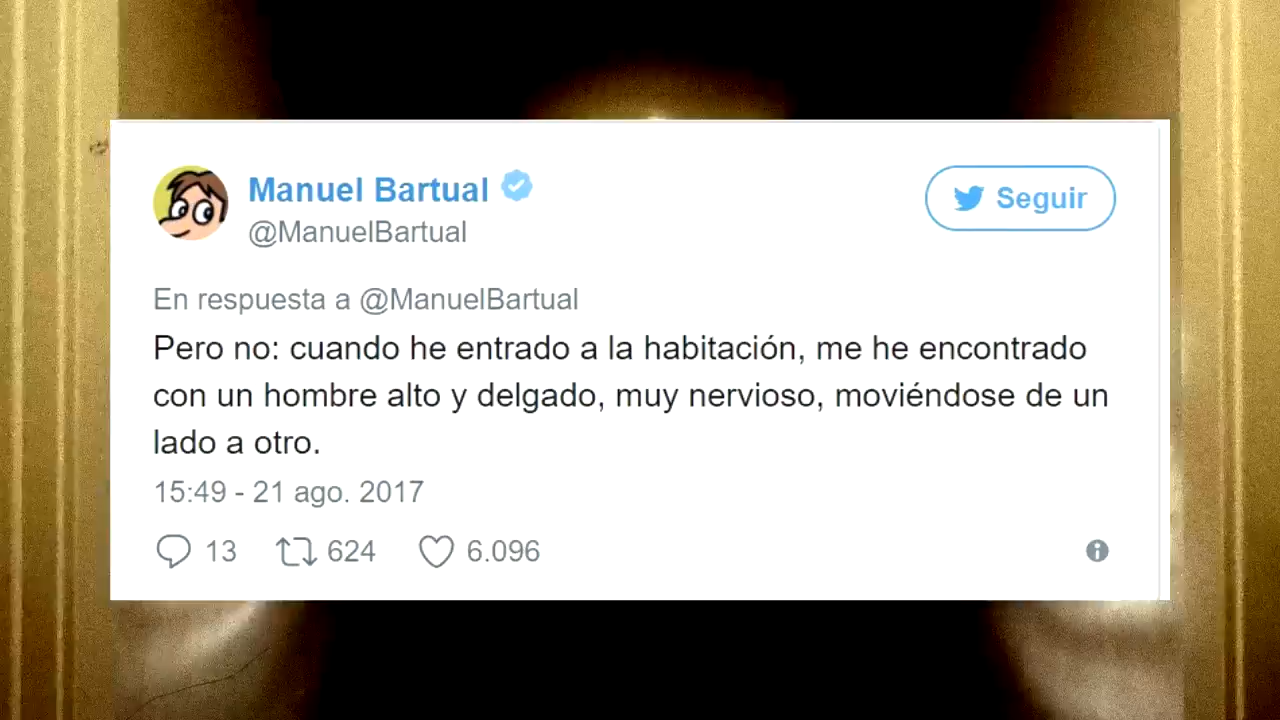 Manuel Bartual
Seguir
@ManuelBartual
En respuesta a @ManuelBartual
Pero no: cuando he entrado a la habitación, me he encontrado
con un hombre alto y delgado, muy nervioso, moviéndose de un
lado a otro.
15:49 - 21 ago. 2017
13 624 6.096